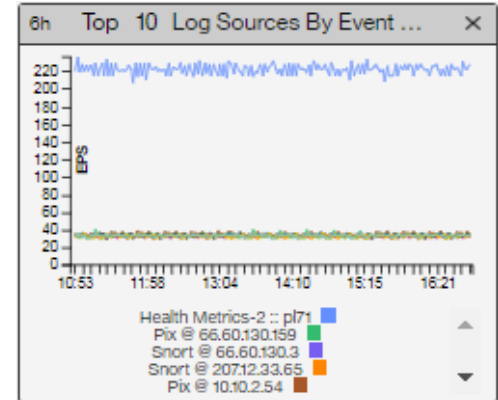 6h Top 10 Log Sources By Event ... ×
220
200
180
160
140
120
100
80
60
40
20
0
EPS
10:53 11:58 13:04 14:10 15:15 16:21
Health Metrics-2 :: pl71
Pix @ 66.60.130.159
Snort @ 66.60.130.3
Snort @ 207.12.33.65
Pix @ 10.10.2.54